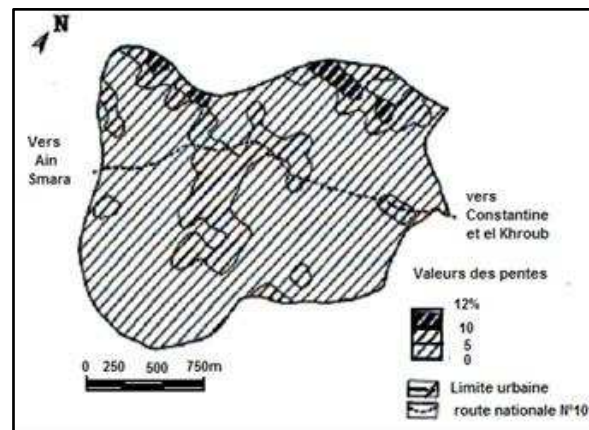 N
Vers
Ain
Smara
vers
Constantine
et el Khroub
Valeurs des pentes
12%
10
5
0
0 250 500 750m
Limite urbaine
route nationale N°10